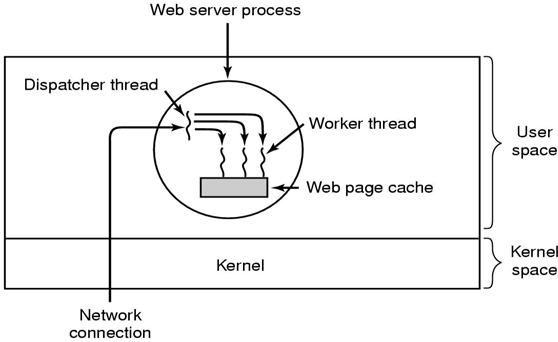 Web server process
Dispatcher thread
Worker thread
Web page cache
User
space
Kernel
Kernel
space
Network
connection